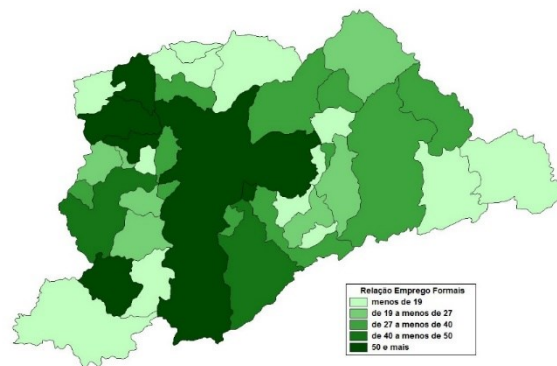 Relação Emprego Formais
menos de 19
de 19 a menos de 27
de 27 a menos de 40
de 40 a menos de 50
50 e mais